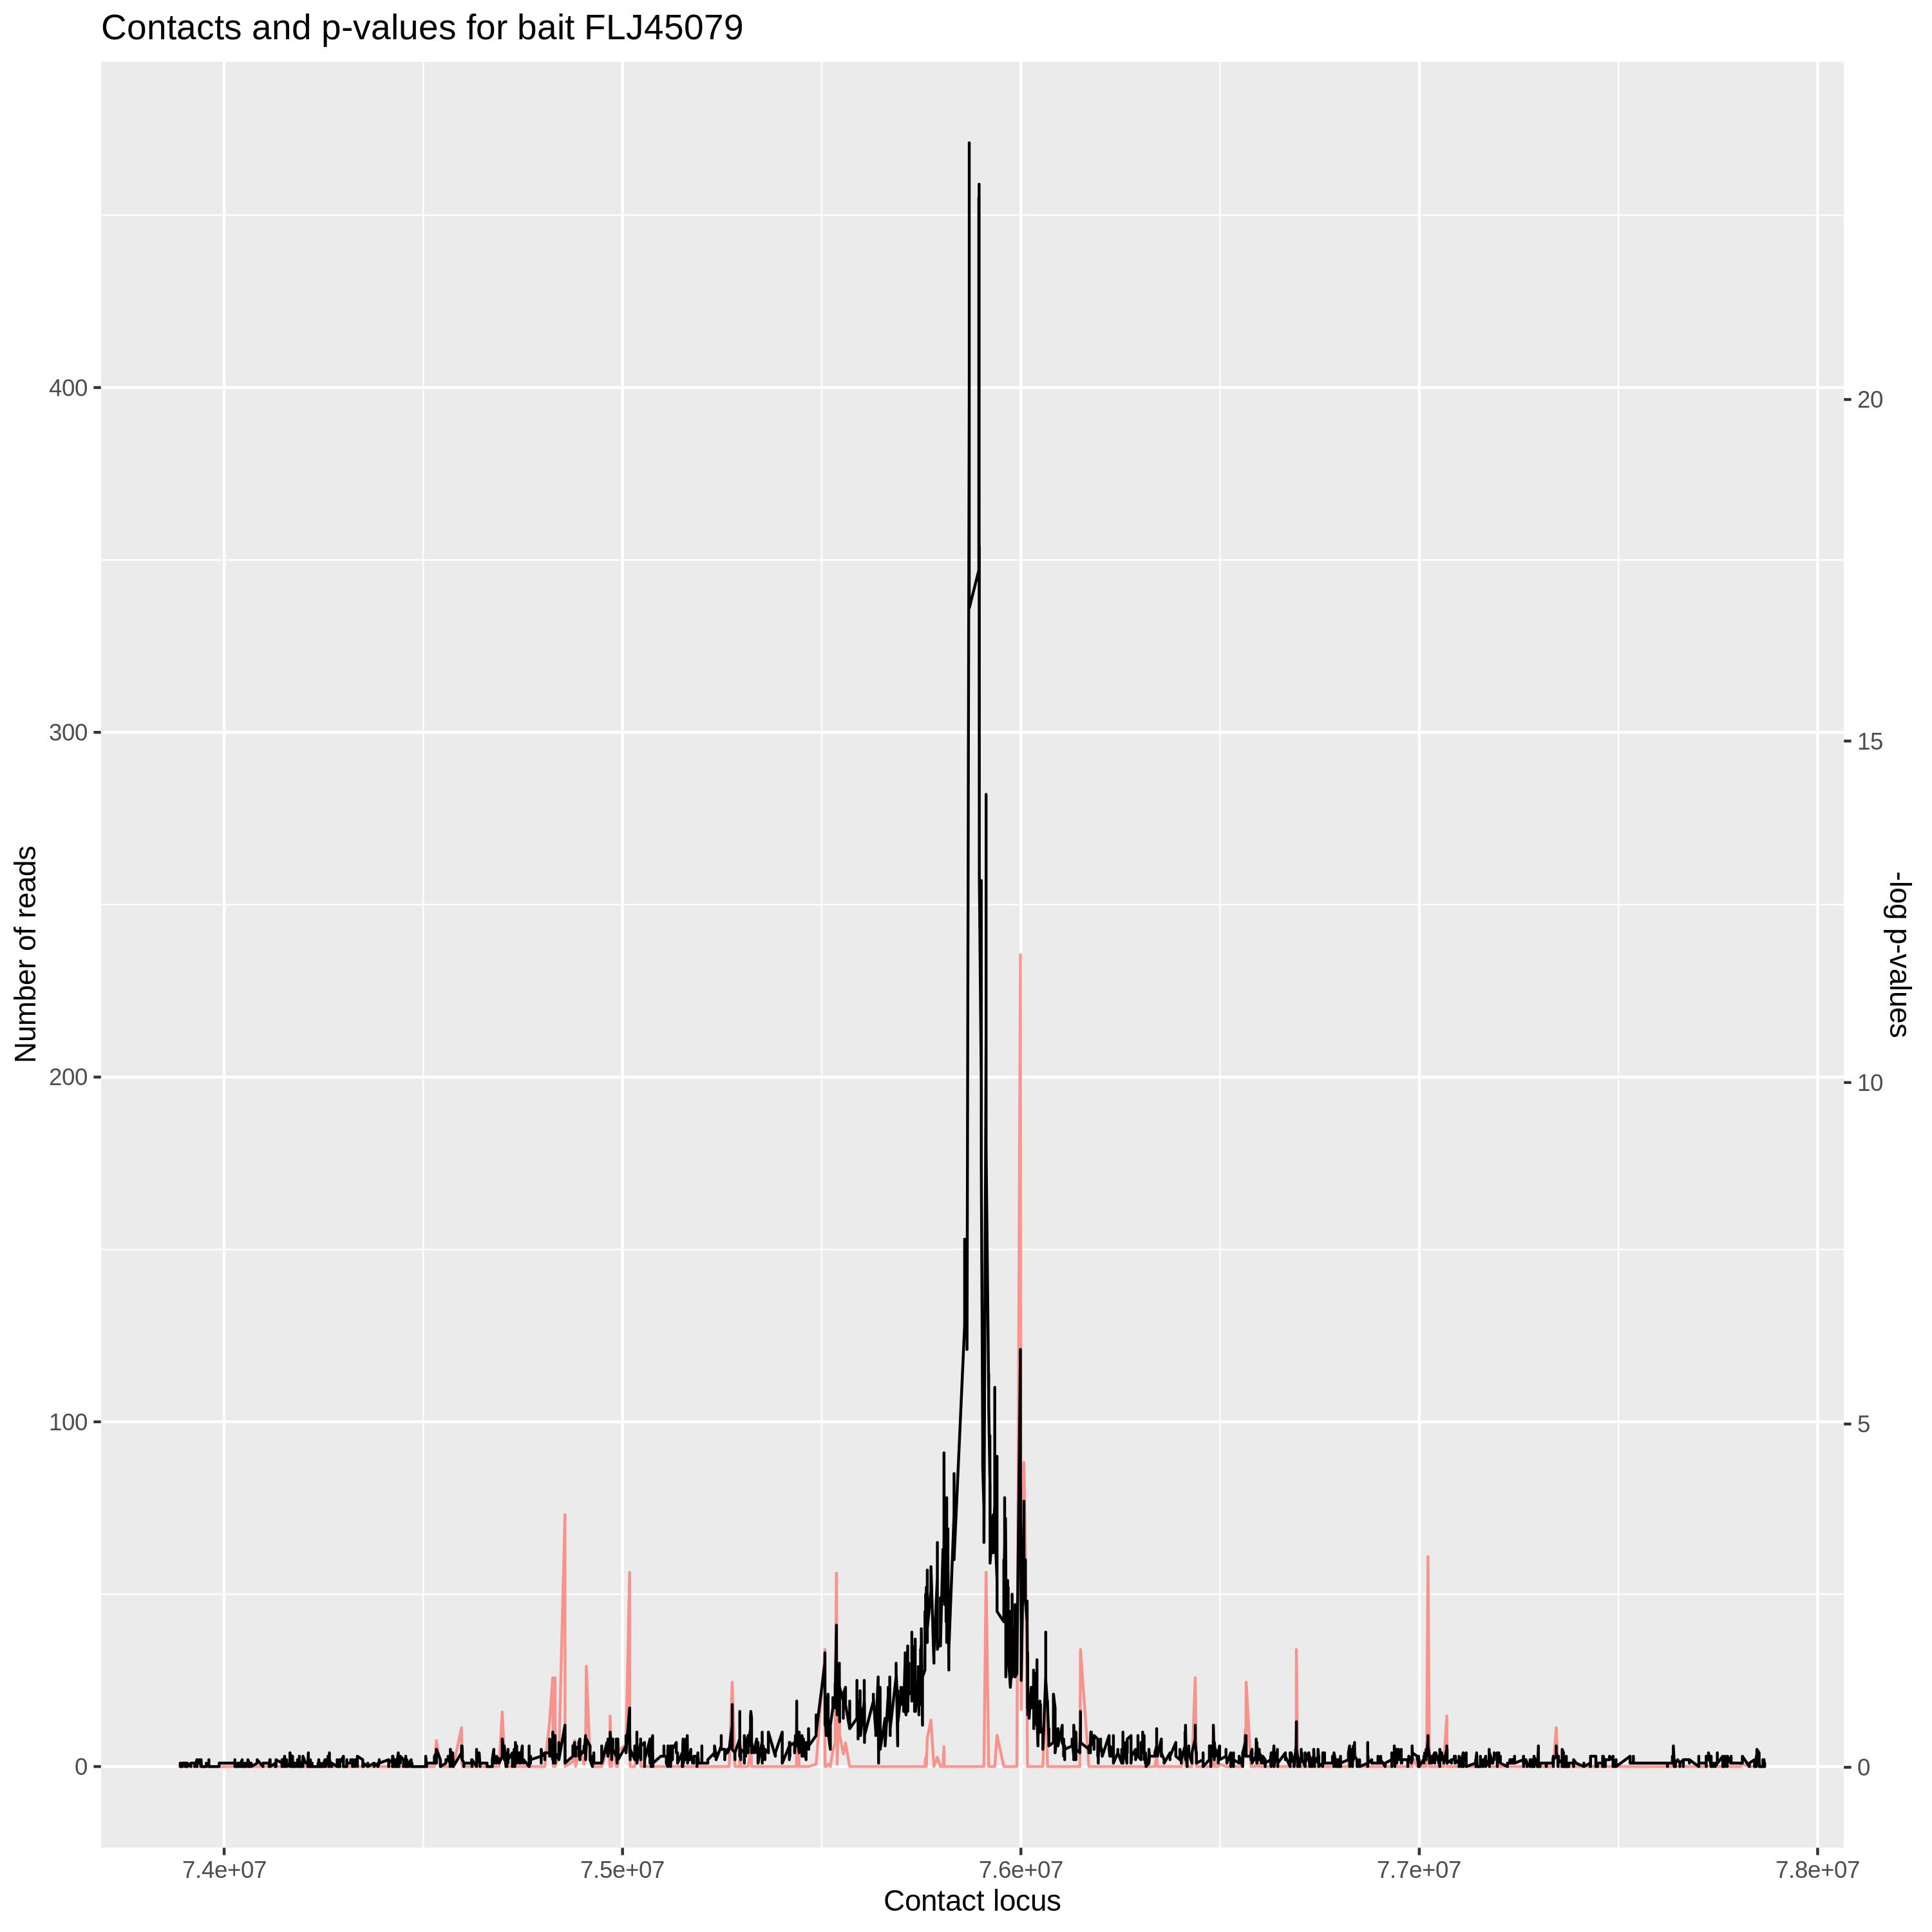 Contacts and p-values for bait FLJ45079
400
300
200
100
0
Number of reads
20
15
10
5
0
-log p-values
7.4e+07
7.5e+07
7.6e+07
7.7e+07
7.8e+07
Contact locus